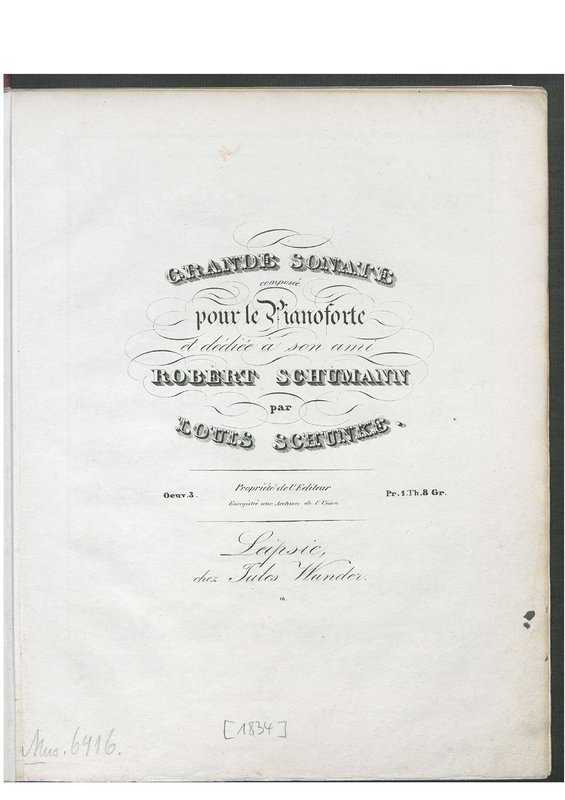 GRANDE SONATE
composée
pour le Pianoforte
et dédiée à son ami
ROBERT SCHUMANN
par
LOUIS SCHUNKE.
Oeuv.3.
Propriété de l'Editeur
Pr.1.Th.8 Gr.
Enregistré aux Archives de l'Union
Leipsic,
chez Jules Wunder.
[1834]
Mus. 6416.